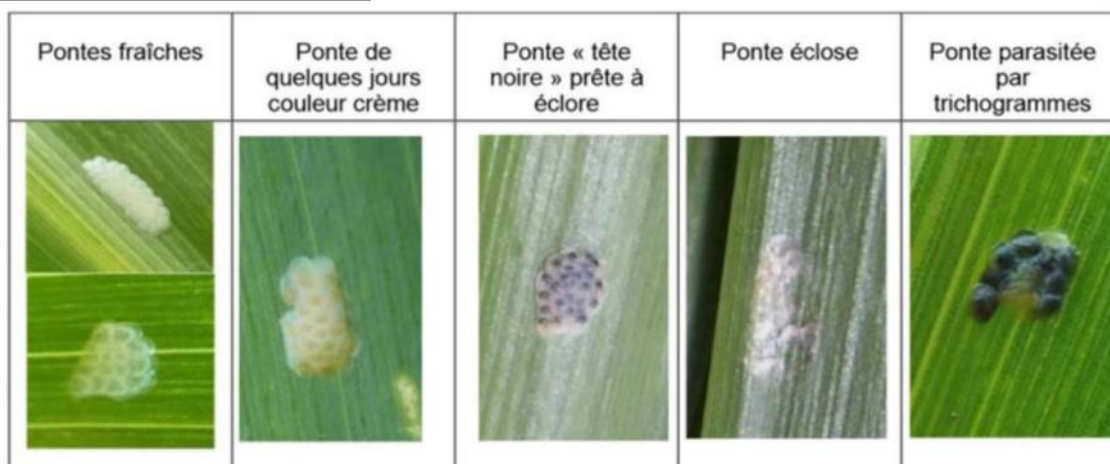 Pontes fraîches
Ponte de
quelques jours
couleur crème
Ponte « tête
noire » prête à
éclore
Ponte éclose
Ponte parasitée
par
trichogrammes